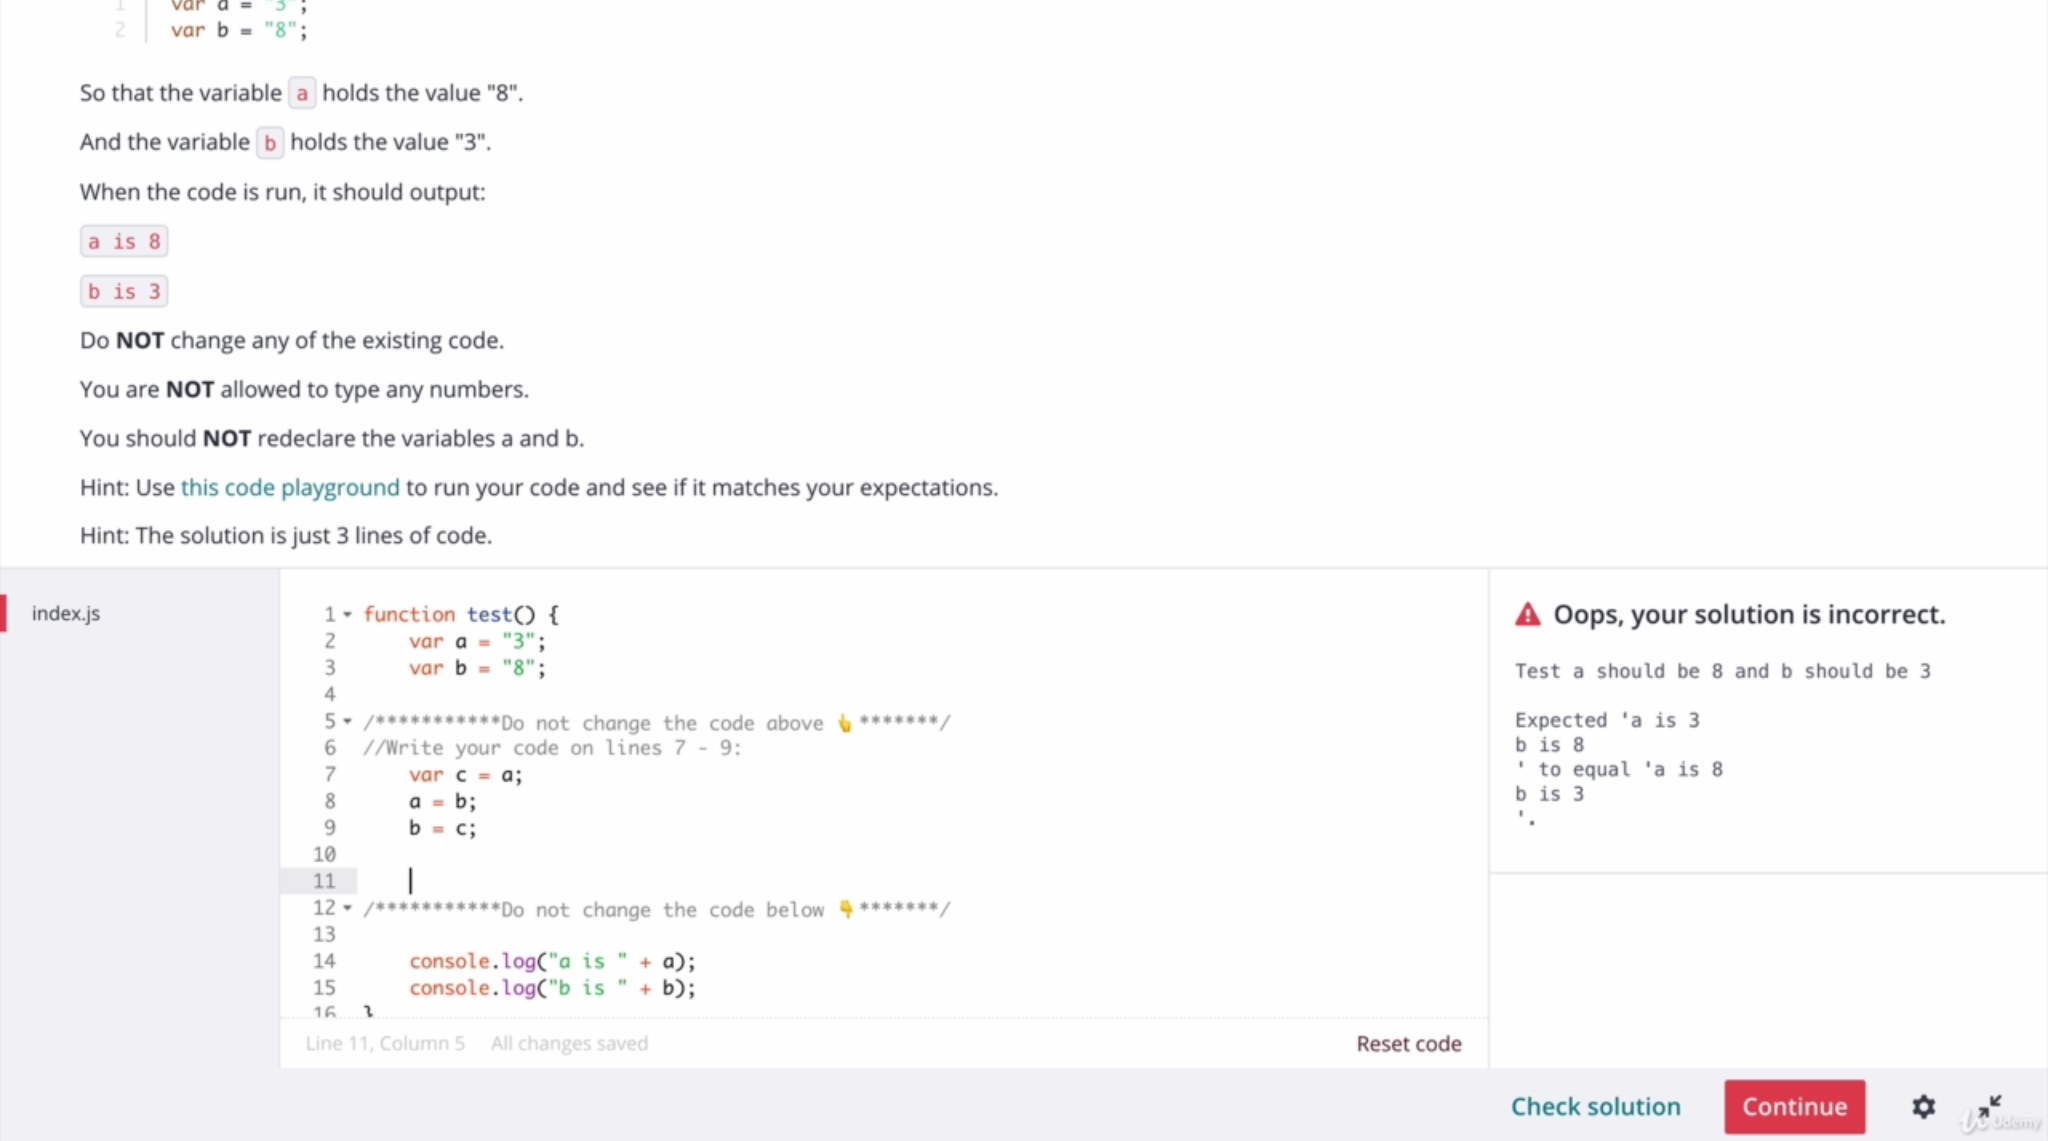 1 var a = "3";
2 var b = "8";
So that the variable a holds the value "8".
And the variable b holds the value "3".
When the code is run, it should output:
a is 8
b is 3
Do NOT change any of the existing code.
You are NOT allowed to type any numbers.
You should NOT redeclare the variables a and b.
Hint: Use this code playground to run your code and see if it matches your expectations.
Hint: The solution is just 3 lines of code.
index.js
1 function test() {
2 var a = "3";
3 var b = "8";
4
5 /***********Do not change the code above 👆*******/
6 //Write your code on lines 7 - 9:
7 var c = a;
8 a = b;
9 b = c;
10
11
12 /***********Do not change the code below 👇*******/
13
14 console.log("a is " + a);
15 console.log("b is " + b);
16 }
Line 11, Column 5 All changes saved
Reset code
Oops, your solution is incorrect.
Test a should be 8 and b should be 3
Expected 'a is 3
b is 8
' to equal 'a is 8
b is 3
'.
Check solution
Continue
Udemy